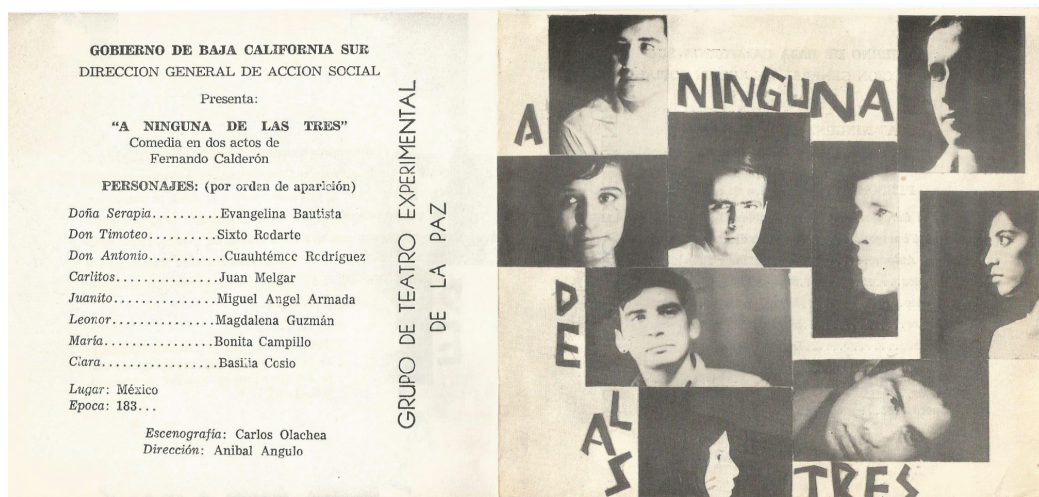 GOBIERNO DE BAJA CALIFORNIA SUR
DIRECCION GENERAL DE ACCION SOCIAL
Presenta:
"A NINGUNA DE LAS TRES"
Comedia en dos actos de
Fernando Calderón
PERSONAJES: (por orden de aparición)
Doña Serapia..........Evangelina Bautista
Don Timoteo..........Sixto Rodarte
Don Antonio..........Cuauhtémoc Rodríguez
Carlitos...............Juan Melgar
Juanito...............Miguel Angel Armada
Leonor...............Magdalena Guzmán
María...............Bonita Campillo
Clara.................Basilia Cosio
Lugar: México
Epoca: 183...
Escenografía: Carlos Olachea
Dirección: Anibal Angulo
GRUPO DE TEATRO EXPERIMENTAL
DE LA PAZ
A NINGUNA
DE
LAS
TRES